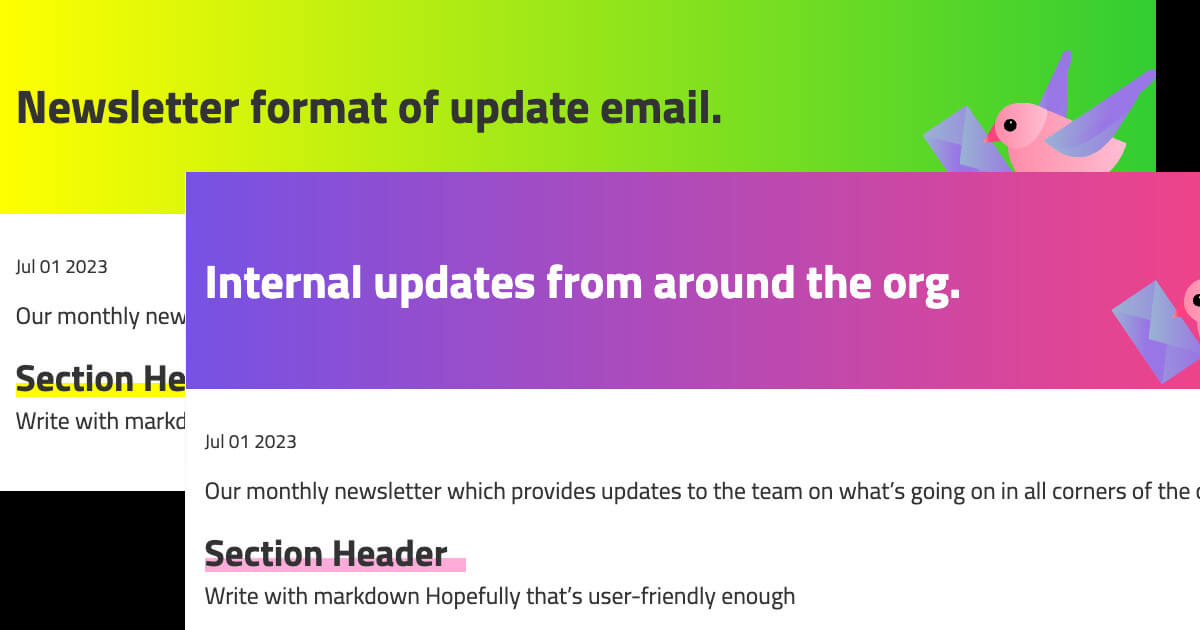 Newsletter format of update email.
Jul 01 2023
Our monthly new
Section He
Write with markd
Internal updates from around the org.
Jul 01 2023
Our monthly newsletter which provides updates to the team on what’s going on in all corners of the
Section Header
Write with markdown Hopefully that’s user-friendly enough